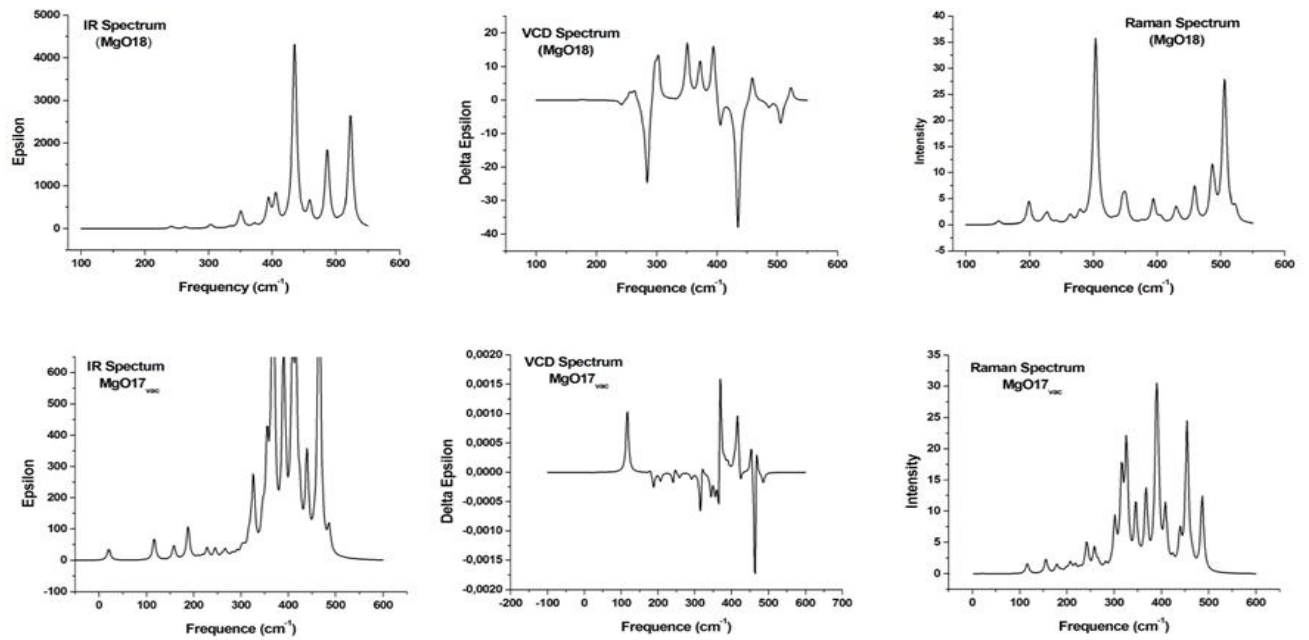 IR Spectrum
(MgO18)
5000
4000
3000
2000
1000
0
Epsilon
100 200 300 400 500 600
Frequency (cm⁻¹)
VCD Spectrum
(MgO18)
20
10
0
-10
-20
-30
-40
Delta Epsilon
100 200 300 400 500 600
Frequence (cm⁻¹)
Raman Spectrum
(MgO18)
40
35
30
25
20
15
10
5
0
5
Intensity
100 200 300 400 500 600
Frequence (cm⁻¹)
IR Spectum
MgO17vac
600
500
400
300
200
100
0
-100
Epsilon
0 100 200 300 400 500 600
Frequence (cm⁻¹)
VCD Spectrum
MgO17vac
0,0020
0,0015
0,0010
0,0005
0,0000
-0,0005
-0,0010
-0,0015
-0,0020
Delta Epsilon
-200 -100 0 100 200 300 400 500 600 700
Frequence (cm⁻¹)
Raman Spectrum
MgO17vac
35
30
25
20
15
10
5
0
Intensity
0 100 200 300 400 500 600
Frequence (cm⁻¹)